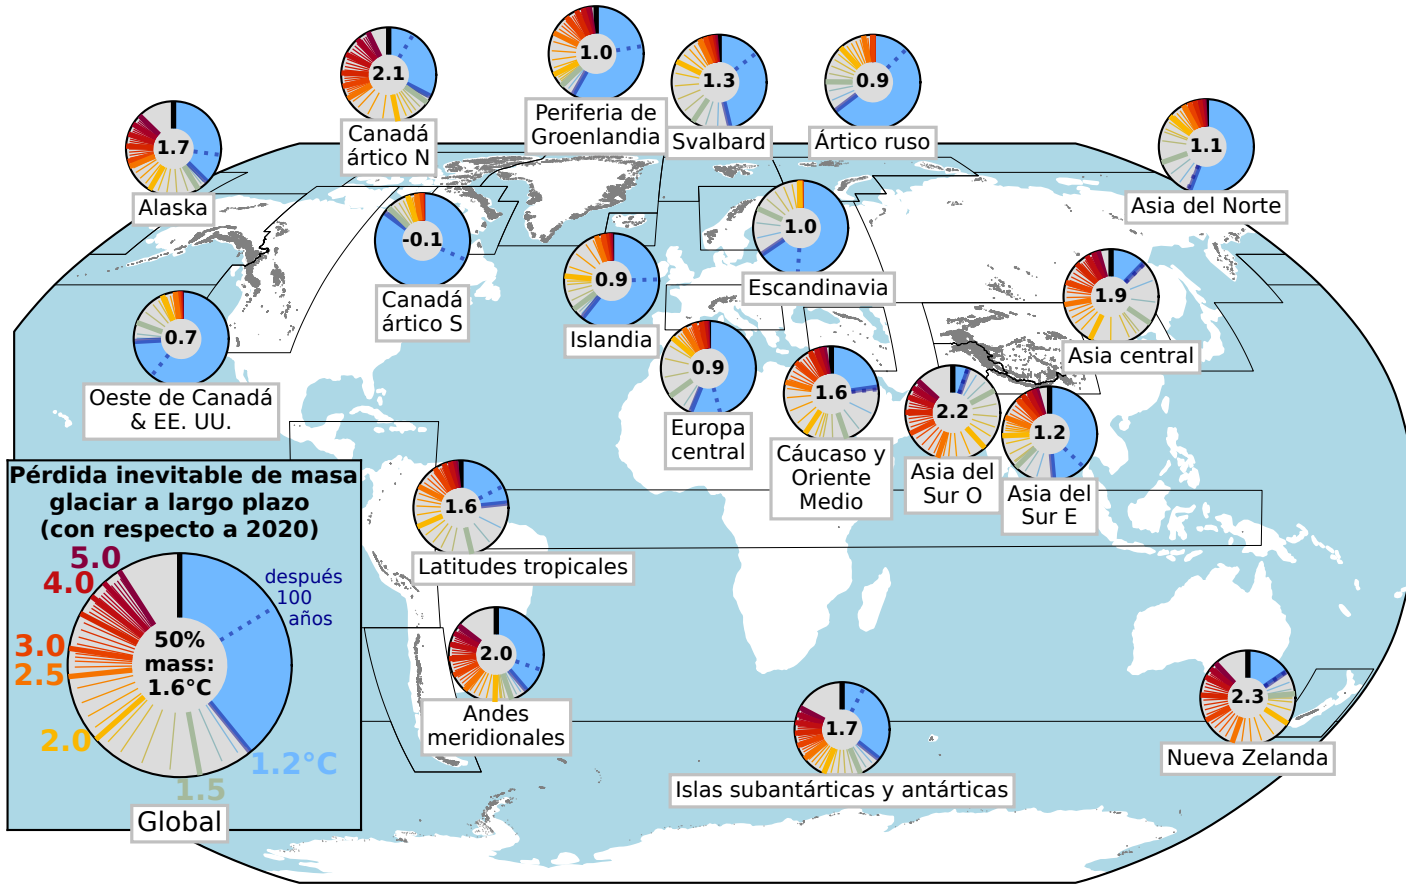 1.0
Periferia de
Groenlandia
2.1
Canadá
ártico N
1.3
Svalbard
0.9
Ártico ruso
1.7
Alaska
1.1
Asia del Norte
-0.1
Canadá
ártico S
1.0
Escandinavia
0.9
Islandia
1.9
Asia central
0.7
Oeste de Canadá
& EE. UU.
0.9
Europa
central
1.6
Cáucaso y
Oriente
Medio
2.2
Asia del
Sur O
1.2
Asia del
Sur E
1.6
Latitudes tropicales
2.0
Andes
meridionales
1.7
Islas subantárticas y antárticas
2.3
Nueva Zelanda
Pérdida inevitable de masa
glaciar a largo plazo
(con respecto a 2020)
5.0
4.0
3.0
2.5
2.0
1.5
1.2°C
después
100
años
50%
mass:
1.6°C
Global